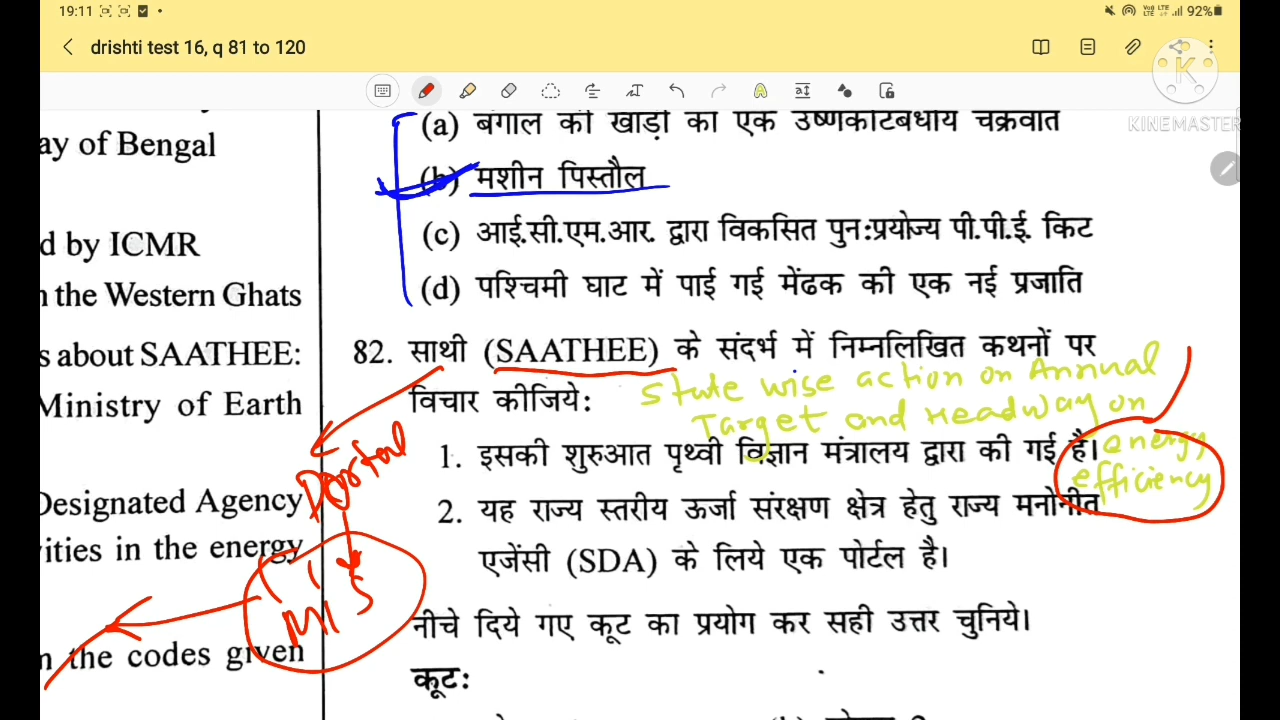 19:11
92%
drishti test 16, q 81 to 120
KINEMASTER
ay of Bengal
d by ICMR
n the Western Ghats
s about SAATHEE:
Ministry of Earth
Designated Agency
ities in the energy
n the codes given
(a) बंगाल की खाड़ी का एक उष्णकटिबंधीय चक्रवात
(b) मशीन पिस्तौल
(c) आई.सी.एम.आर. द्वारा विकसित पुन:प्रयोज्य पी.पी.ई. किट
(d) पश्चिमी घाट में पाई गई मेंढक की एक नई प्रजाति
82. साथी (SAATHEE) के संदर्भ में निम्नलिखित कथनों पर
विचार कीजिये:
State wise action on Annual
Target and Headway on
energy
efficiency
1. इसकी शुरुआत पृथ्वी विज्ञान मंत्रालय द्वारा की गई है।
2. यह राज्य स्तरीय ऊर्जा संरक्षण क्षेत्र हेतु राज्य मनोनीत
एजेंसी (SDA) के लिये एक पोर्टल है।
Portal
MIS
नीचे दिये गए कूट का प्रयोग कर सही उत्तर चुनिये।
कूट: